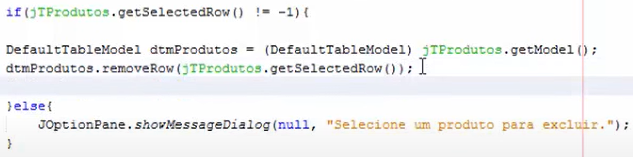 if(jTProdutos.getSelectedRow() != -1){
DefaultTableModel dtmProdutos = (DefaultTableModel) jTProdutos.getModel();
dtmProdutos.removeRow(jTProdutos.getSelectedRow());
}else{
JOptionPane.showMessageDialog(null, "Selecione um produto para excluir.");
}